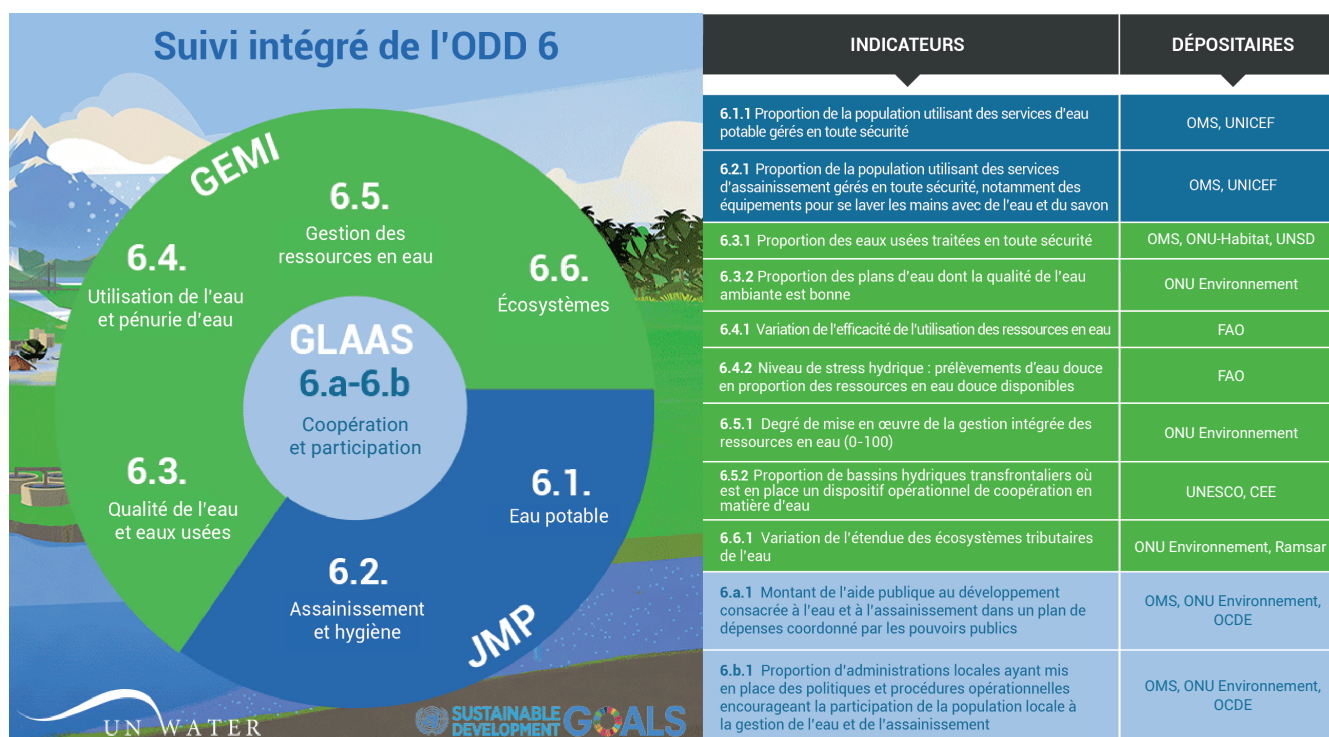 Suivi intégré de l'ODD 6
GEMI
6.5.
Gestion des
ressources en eau
6.4.
Utilisation de l'eau
et pénurie d'eau
6.6.
Écosystèmes
GLAAS
6.a-6.b
Coopération
et participation
6.3.
Qualité de l'eau
et eaux usées
6.1.
Eau potable
6.2.
Assainissement
et hygiène
JMP
UN WATER
SUSTAINABLE
DEVELOPMENT
GOALS
INDICATEURS
DÉPOSITAIRES
6.1.1 Proportion de la population utilisant des services d'eau
potable gérés en toute sécurité
OMS, UNICEF
6.2.1 Proportion de la population utilisant des services
d'assainissement gérés en toute sécurité, notamment des
équipements pour se laver les mains avec de l'eau et du savon
OMS, UNICEF
6.3.1 Proportion des eaux usées traitées en toute sécurité
OMS, ONU-Habitat, UNSD
6.3.2 Proportion des plans d'eau dont la qualité de l'eau
ambiante est bonne
ONU Environnement
6.4.1 Variation de l'efficacité de l'utilisation des ressources en eau
FAO
6.4.2 Niveau de stress hydrique : prélèvements d'eau douce
en proportion des ressources en eau douce disponibles
FAO
6.5.1 Degré de mise en œuvre de la gestion intégrée des
ressources en eau (0-100)
ONU Environnement
6.5.2 Proportion de bassins hydriques transfrontaliers où
est en place un dispositif opérationnel de coopération en
matière d'eau
UNESCO, CEE
6.6.1 Variation de l'étendue des écosystèmes tributaires
de l'eau
ONU Environnement, Ramsar
6.a.1 Montant de l'aide publique au développement
consacrée à l'eau et à l'assainissement dans un plan de
dépenses coordonné par les pouvoirs publics
OMS, ONU Environnement,
OCDE
6.b.1 Proportion d'administrations locales ayant mis
en place des politiques et procédures opérationnelles
encourageant la participation de la population locale à
la gestion de l'eau et de l'assainissement
OMS, ONU Environnement,
OCDE